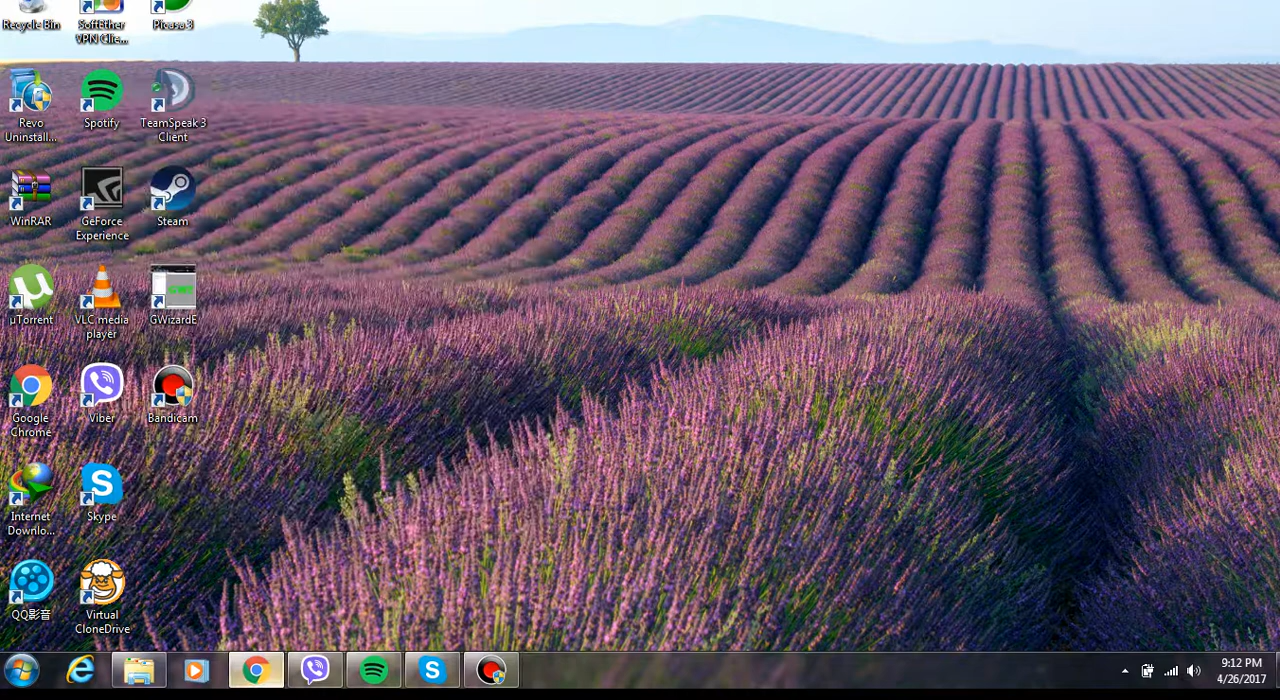 Recycle Bin
SoftEther
VPN Clie...
Picasa 3
Revo
Uninstall...
Spotify
TeamSpeak 3
Client
WinRAR
GeForce
Experience
Steam
µTorrent
VLC media
player
GWT
GWizardE
Google
Chrome
Viber
Bandicam
Internet
Downlo...
S
Skype
QQ影音
Virtual
CloneDrive
S
9:12 PM
4/26/2017